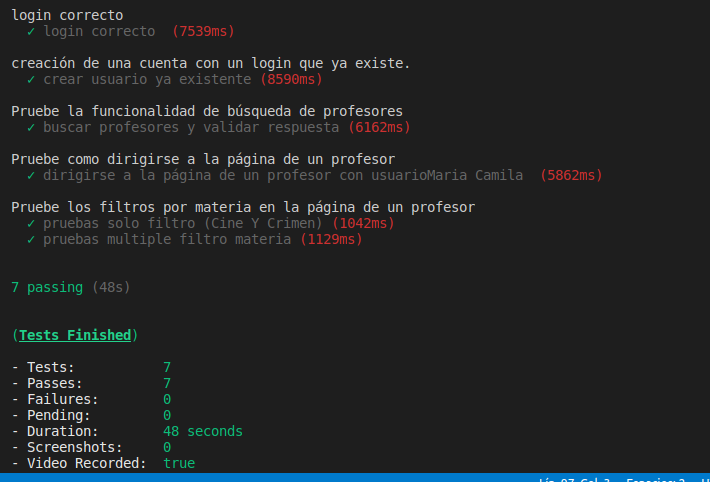 login correcto
✓ login correcto (7539ms)
creación de una cuenta con un login que ya existe.
✓ crear usuario ya existente (8590ms)
Pruebe la funcionalidad de búsqueda de profesores
✓ buscar profesores y validar respuesta (6162ms)
Pruebe como dirigirse a la página de un profesor
✓ dirigirse a la página de un profesor con usuarioMaria Camila (5862ms)
Pruebe los filtros por materia en la página de un profesor
✓ pruebas solo filtro (Cine Y Crimen) (1042ms)
✓ pruebas multiple filtro materia (1129ms)
7 passing (48s)
(Tests Finished)
- Tests: 7
- Passes: 7
- Failures: 0
- Pending: 0
- Duration: 48 seconds
- Screenshots: 0
- Video Recorded: true